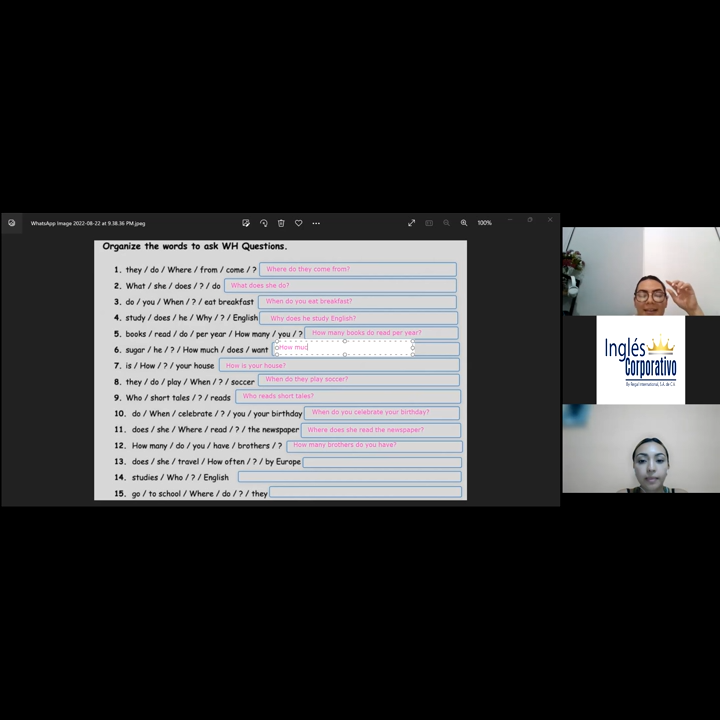 WhatsApp Image 2022-08-22 at 9.38.36 PM.jpeg
100%
Organize the words to ask WH Questions.
1. they / do / Where / from / come / ? Where do they come from?
2. What / she / does / ? / do What does she do?
3. do / you / When / ? / eat breakfast When do you eat breakfast?
4. study / does / he / Why / ? / English Why does he study English?
5. books / read / do / per year / How many / you / ? How many books do read per year?
6. sugar / he / ? / How much / does / want How muc
7. is / How / ? / your house How is your house?
8. they / do / play / When / ? / soccer When do they play soccer?
9. Who / short tales / ? / reads Who reads short tales?
10. do / When / celebrate / ? / you / your birthday When do you celebrate your birthday?
11. does / she / Where / read / ? / the newspaper Where does she read the newspaper?
12. How many / do / you / have / brothers / ? How many brothers do you have?
13. does / she / travel / How often / ? / by Europe
14. studies / Who / ? / English
15. go / to school / Where / do / ? / they
Inglés
Corporativo